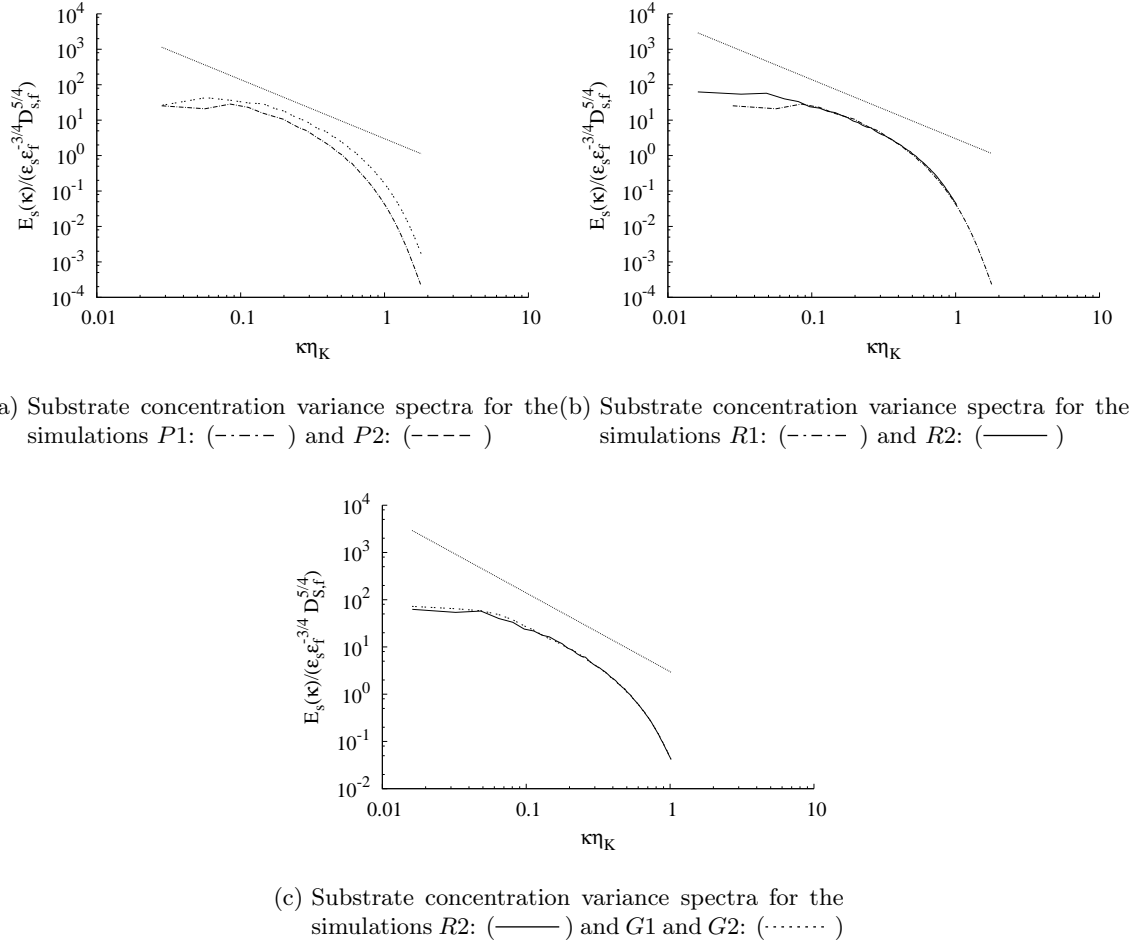 10^4
10^3
10^2
10^1
10^0
10^-1
10^-2
10^-3
10^-4
E_s(κ)/(ε_s ε_f^-3/4 D_s,f^5/4)
0.01 0.1 1 10
κη_K
10^4
10^3
10^2
10^1
10^0
10^-1
10^-2
10^-3
10^-4
E_s(κ)/(ε_s ε_f^-3/4 D_s,f^5/4)
0.01 0.1 1 10
κη_K
a) Substrate concentration variance spectra for the
simulations P1: (–·–·– ) and P2: (– – – – )
(b) Substrate concentration variance spectra for the
simulations R1: (–·–·– ) and R2: (——— )
10^4
10^3
10^2
10^1
10^0
10^-1
10^-2
E_s(κ)/(ε_s ε_f^-3/4 D_S,f^5/4)
0.01 0.1 1 10
κη_K
(c) Substrate concentration variance spectra for the
simulations R2: (——— ) and G1 and G2: (······· )